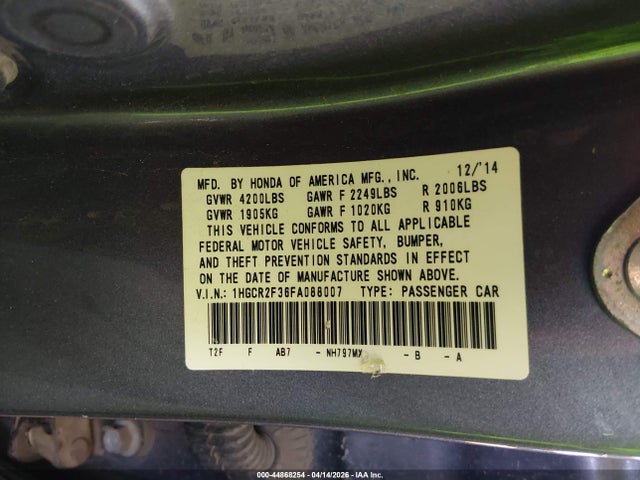 MFD. BY HONDA OF AMERICA MFG., INC. 12/'14
GVWR 4200LBS GAWR F 2249LBS R 2006LBS
GVWR 1905KG GAWR F 1020KG R 910KG
THIS VEHICLE CONFORMS TO ALL APPLICABLE
FEDERAL MOTOR VEHICLE SAFETY, BUMPER,
AND THEFT PREVENTION STANDARDS IN EFFECT
ON THE DATE OF MANUFACTURE SHOWN ABOVE.
V.I.N.: 1HGCR2F36FA088007 TYPE: PASSENGER CAR
T2F F AB7 - NH797MX - B - A
000-44868254 - 04/14/2026 - IAA Inc.